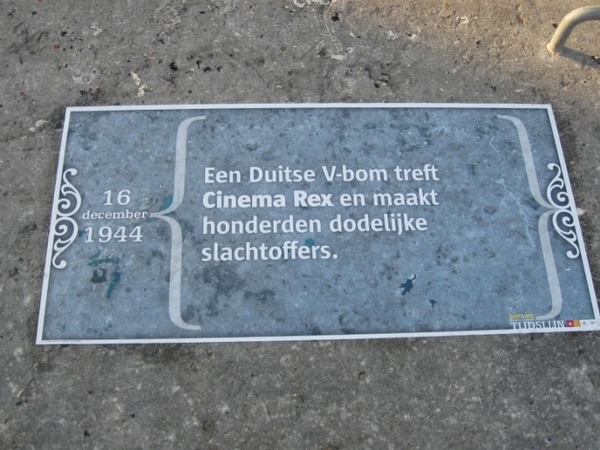 16
december
1944
Een Duitse V-bom treft
Cinema Rex en maakt
honderden dodelijke
slachtoffers.
TIJDSLIJN